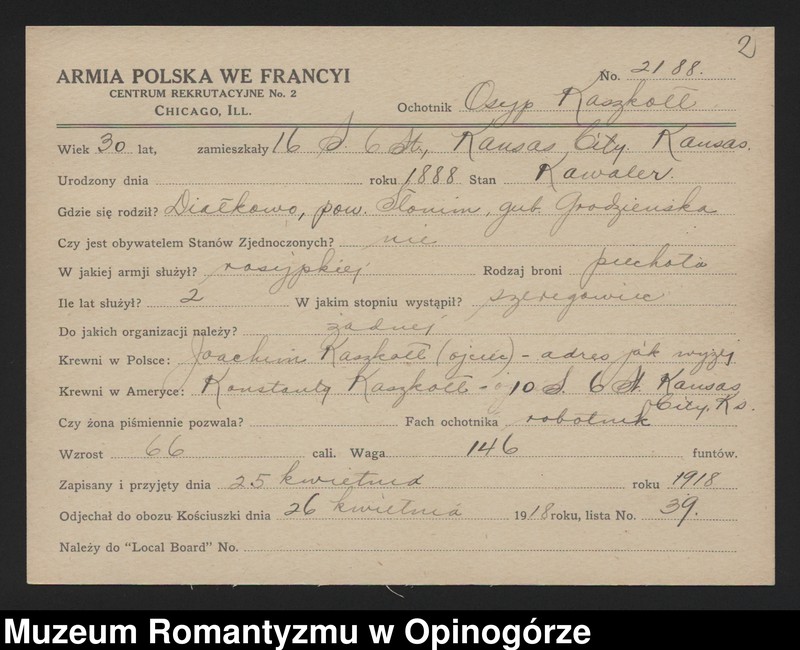 2
ARMIA POLSKA WE FRANCYI
CENTRUM REKRUTACYJNE No. 2
CHICAGO, ILL.
No. 2188.
Ochotnik Osyp Kaszkołł
Wiek 30 lat, zamieszkały 16 S. 6 St., Kansas City. Kansas.
Urodzony dnia roku 1888 Stan Kawaler.
Gdzie się rodził? Diałkowo, pow. Słonim, gub. Grodzieńska
Czy jest obywatelem Stanów Zjednoczonych? nie
W jakiej armji służył? rosyjskiej Rodzaj broni piechota
Ile lat służył? 2 W jakim stopniu wystąpił? szeregowiec
Do jakich organizacji należy? żadnej
Krewni w Polsce: Joachim Kaszkołł (ojciec) - adres jak wyżej
Krewni w Ameryce: Konstanty Kaszkołł - 10 S. 6 St. Kansas
City, Ks.
Czy żona piśmiennie pozwala? Fach ochotnika robotnik
Wzrost 66 cali. Waga 146 funtów.
Zapisany i przyjęty dnia 25 kwietnia roku 1918
Odjechał do obozu Kościuszki dnia 26 kwietnia 1918 roku, lista No. 39.
Należy do "Local Board" No.
Muzeum Romantyzmu w Opinogórze